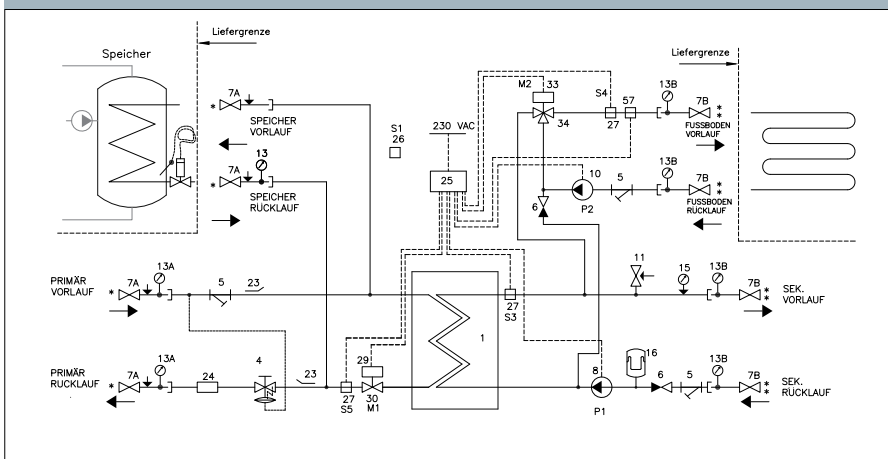 Liefergrenze
Speicher
7A
*
SPEICHER
VORLAUF
13
7A
*
SPEICHER
RÜCKLAUF
S1
26
230 VAC
25
M2
33
34
S4
27
57
13B
7B
**
FUSSBODEN
VORLAUF
10
P2
5
13B
7B
**
FUSSBODEN
RÜCKLAUF
6
Liefergrenze
PRIMÄR
VORLAUF
*
7A
13A
5
23
27
S3
11
15
13B
7B
**
SEK.
VORLAUF
1
PRIMÄR
RUCKLAUF
*
7A
13A
24
4
23
27
S5
29
30
M1
8
P1
16
6
5
13B
7B
**
SEK.
RÜCKLAUF